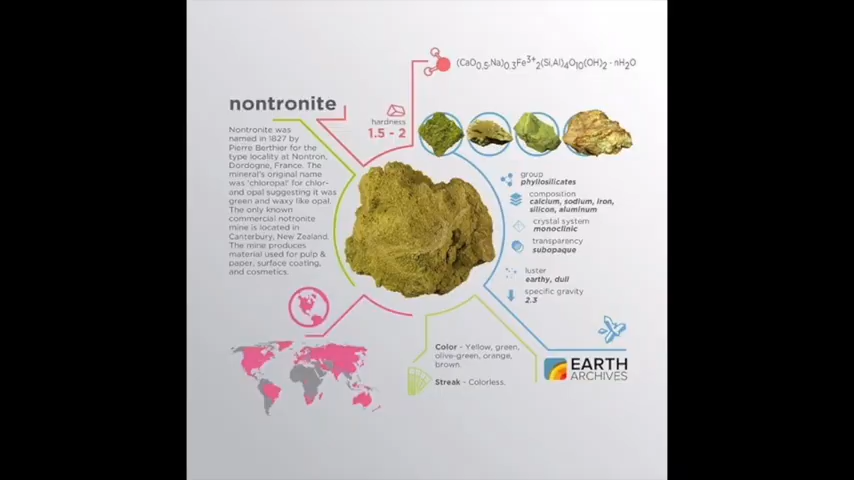 (CaO0.5,Na)0.3Fe3+2(Si,Al)4O10(OH)2 · nH2O
nontronite
hardness
1.5 - 2
Nontronite was
named in 1827 by
Pierre Berthier for the
type locality at Nontron,
Dordogne, France. The
mineral's original name
was 'chloropal' for chlor-
and opal suggesting it was
green and waxy like opal.
The only known
commercial notronite
mine is located in
Canterbury, New Zealand.
The mine produces
material used for pulp &
paper, surface coating,
and cosmetics.
group
phyllosilicates
composition
calcium, sodium, iron,
silicon, aluminum
crystal system
monoclinic
transparency
subopaque
luster
earthy, dull
specific gravity
2.3
Color - Yellow, green,
olive-green, orange,
brown.
Streak - Colorless.
EARTH
ARCHIVES